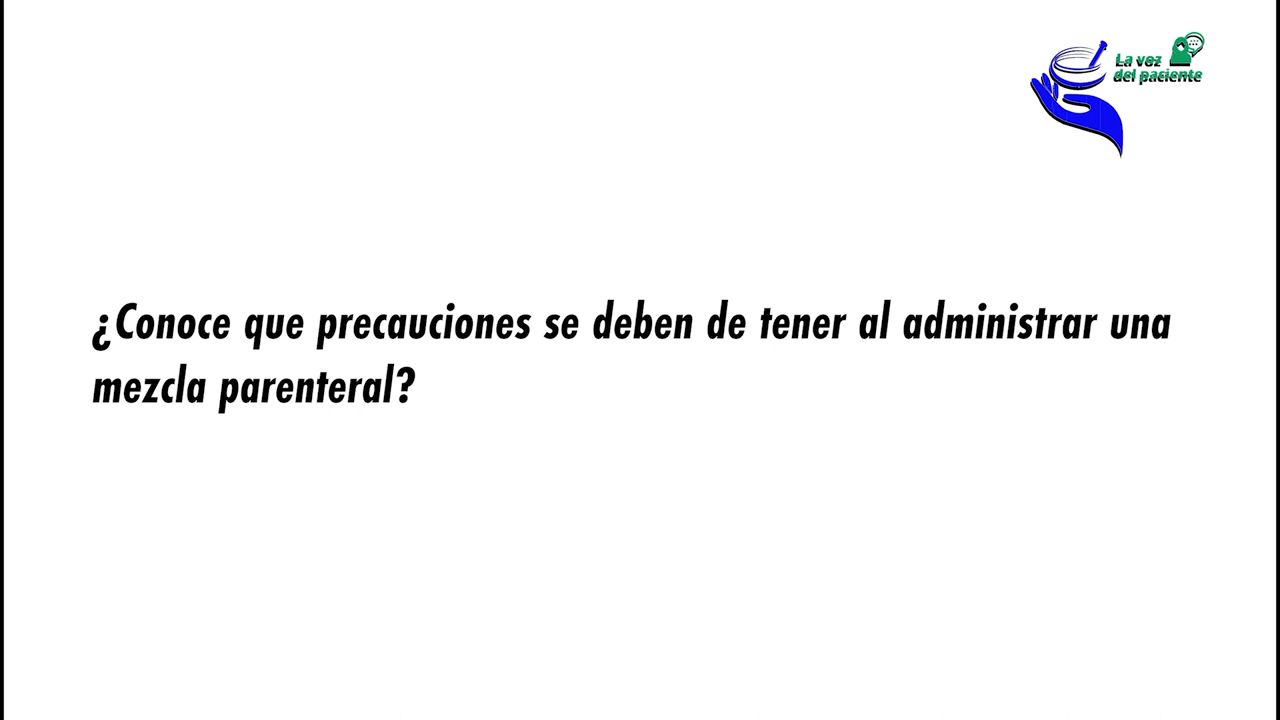 La voz
del paciente
¿Conoce que precauciones se deben de tener al administrar una
mezcla parenteral?